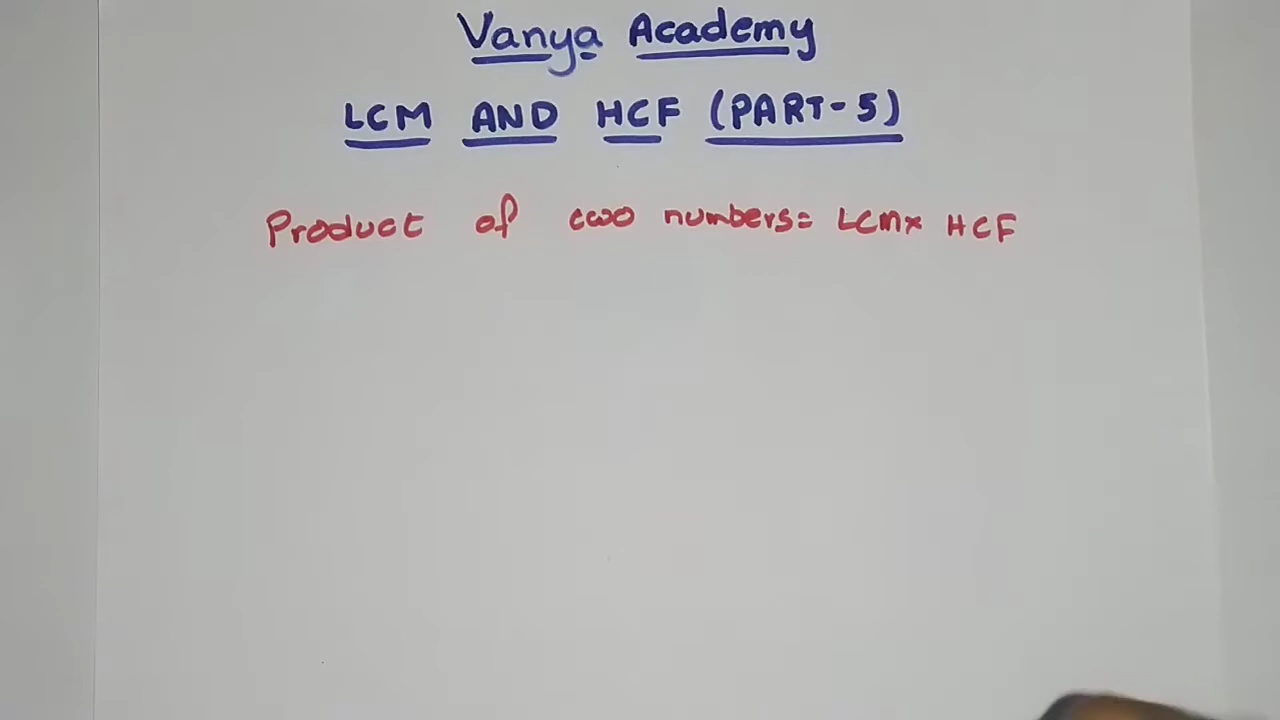 Vanya Academy
LCM AND HCF (PART-5)
Product of two numbers= LCM× HCF